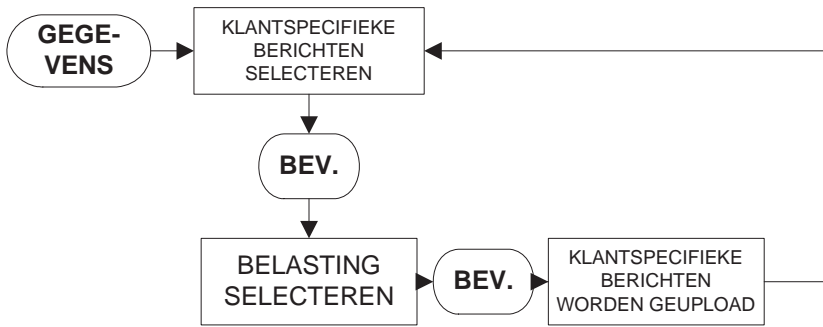 GEGE-
VENS
KLANTSPECIFIEKE
BERICHTEN
SELECTEREN
BEV.
BELASTING
SELECTEREN
BEV.
KLANTSPECIFIEKE
BERICHTEN
WORDEN GEUPLOAD